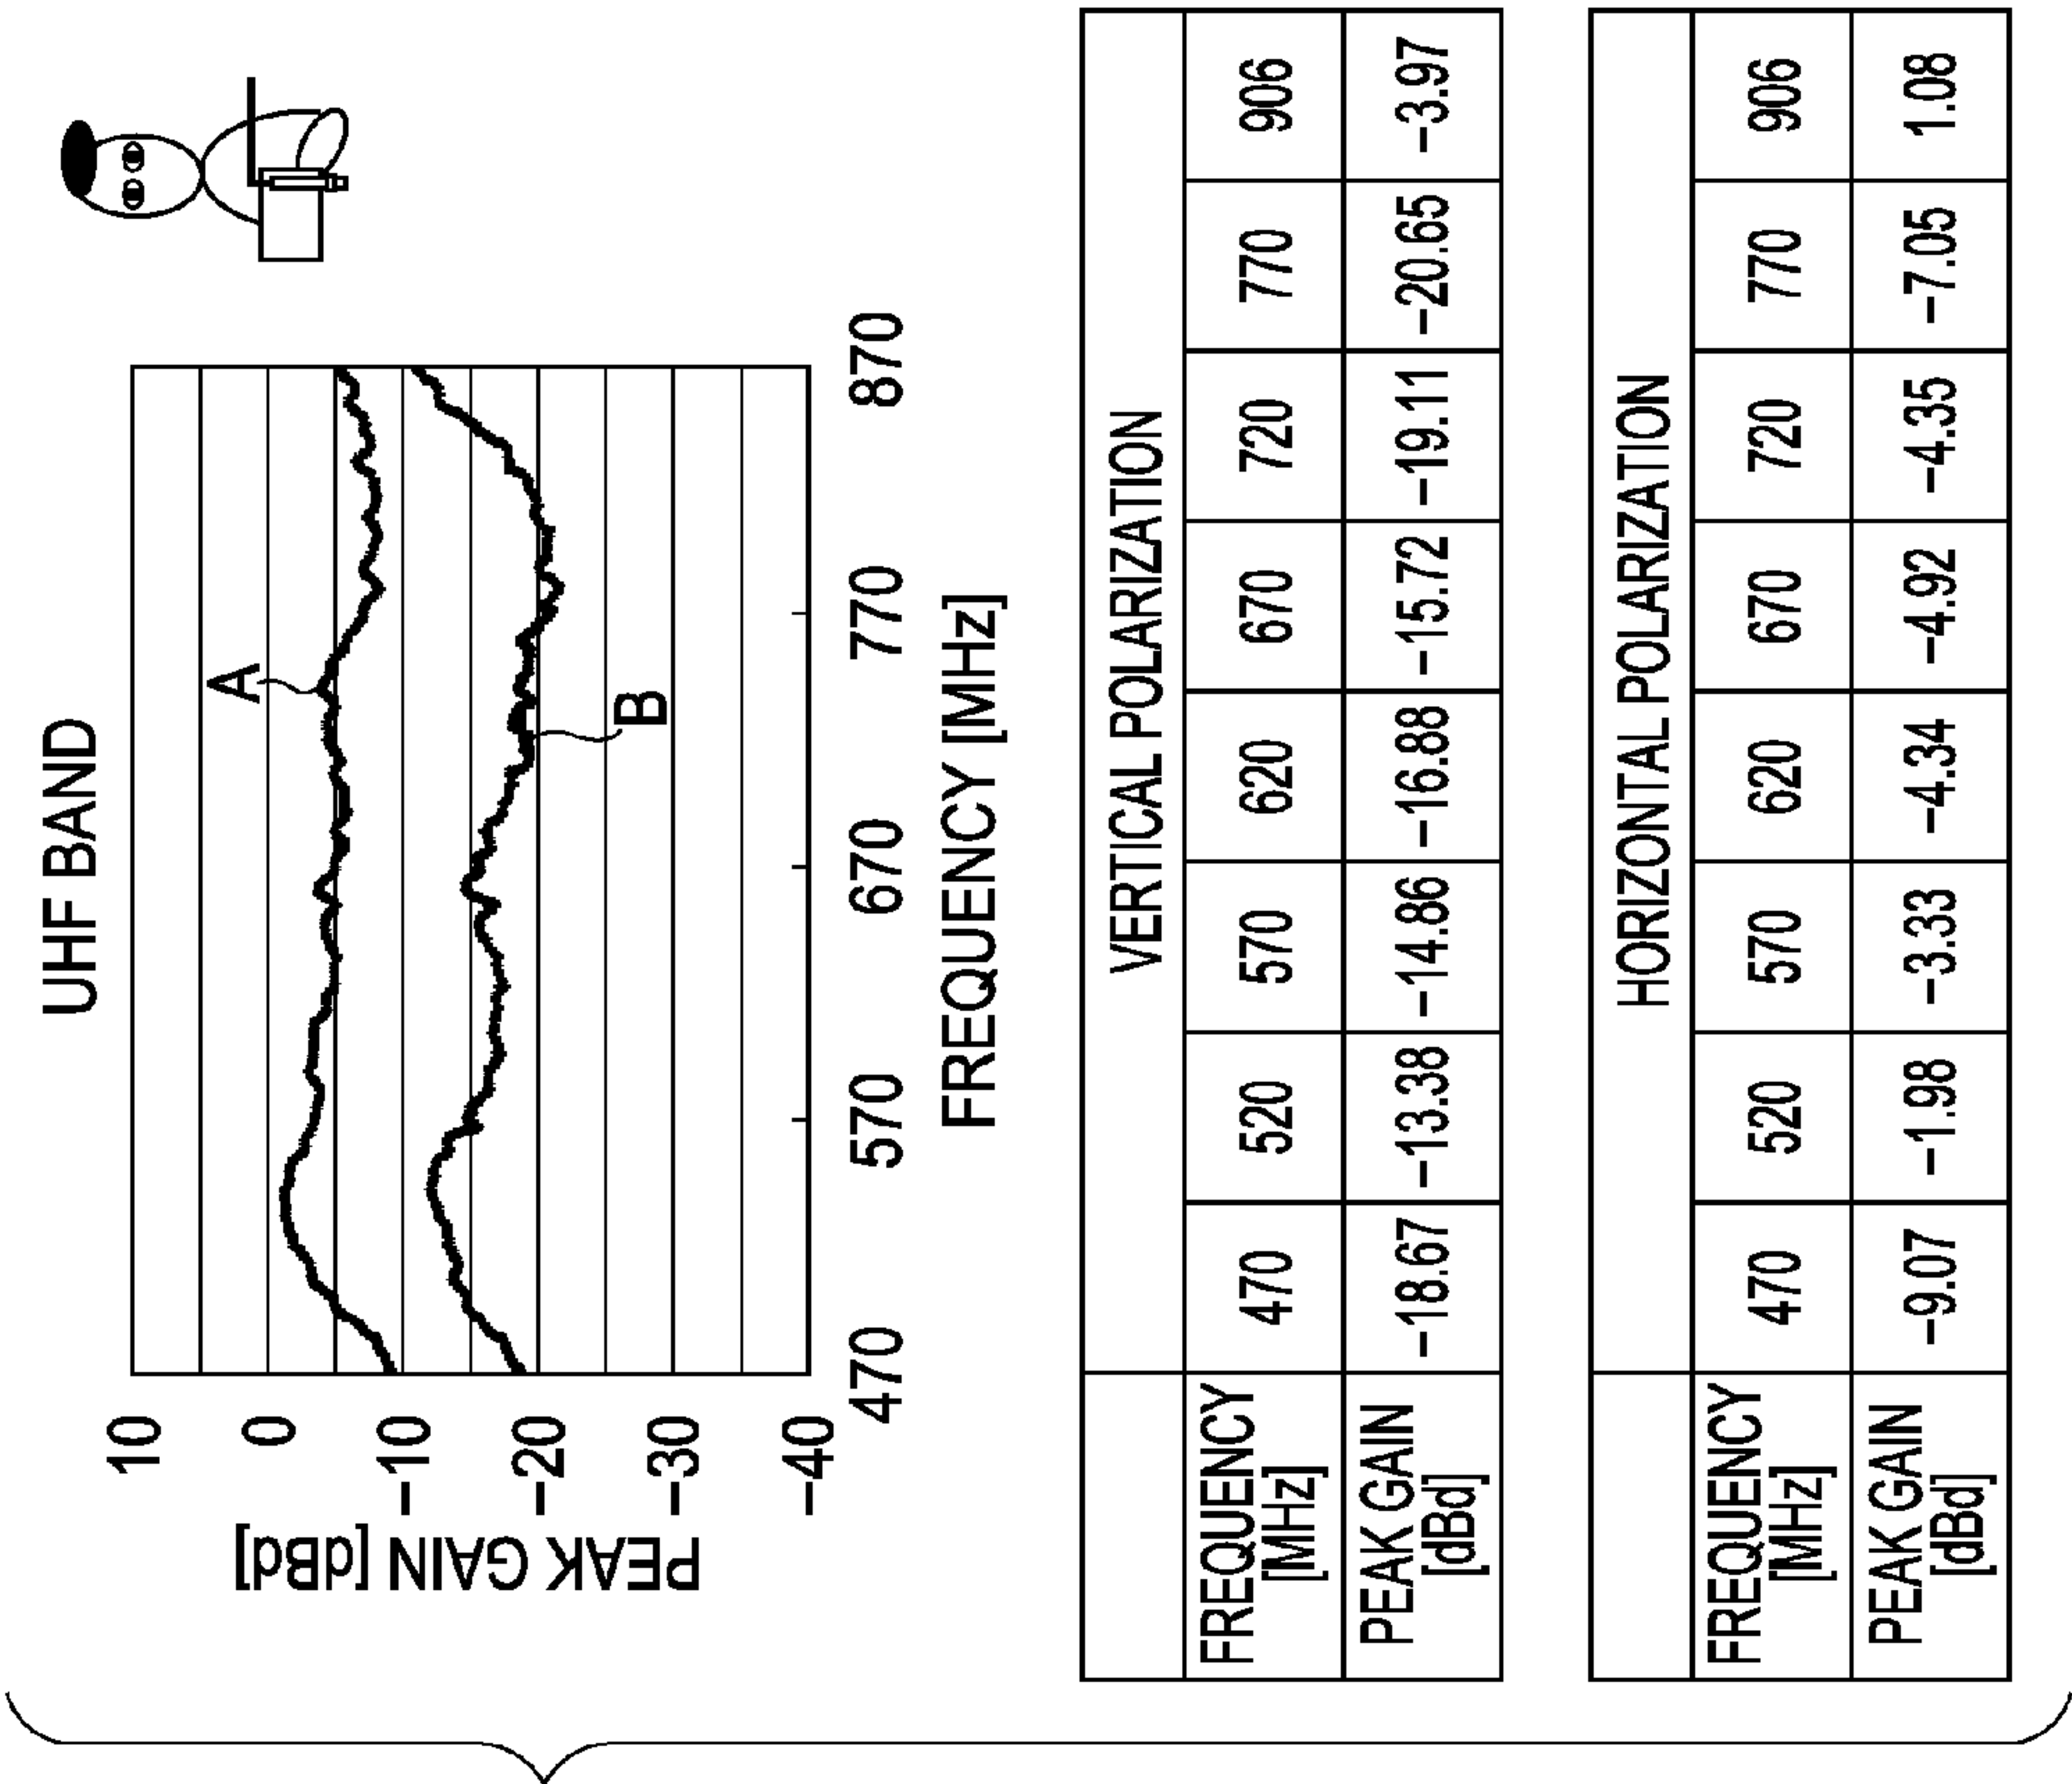 UHF BAND
PEAK GAIN [dBd]
10
0
−10
−20
−30
−40
A
B
470 570 670 770 870
FREQUENCY [MHz]
VERTICAL POLARIZATION
FREQUENCY [MHz] 470 520 570 620 670 720 770 906
PEAK GAIN [dBd] −18.67 −13.38 −14.86 −16.88 −15.72 −19.11 −20.65 −3.97
HORIZONTAL POLARIZATION
FREQUENCY [MHz] 470 520 570 620 670 720 770 906
PEAK GAIN [dBd] −9.07 −1.98 −3.33 −4.34 −4.92 −4.35 −7.05 1.08